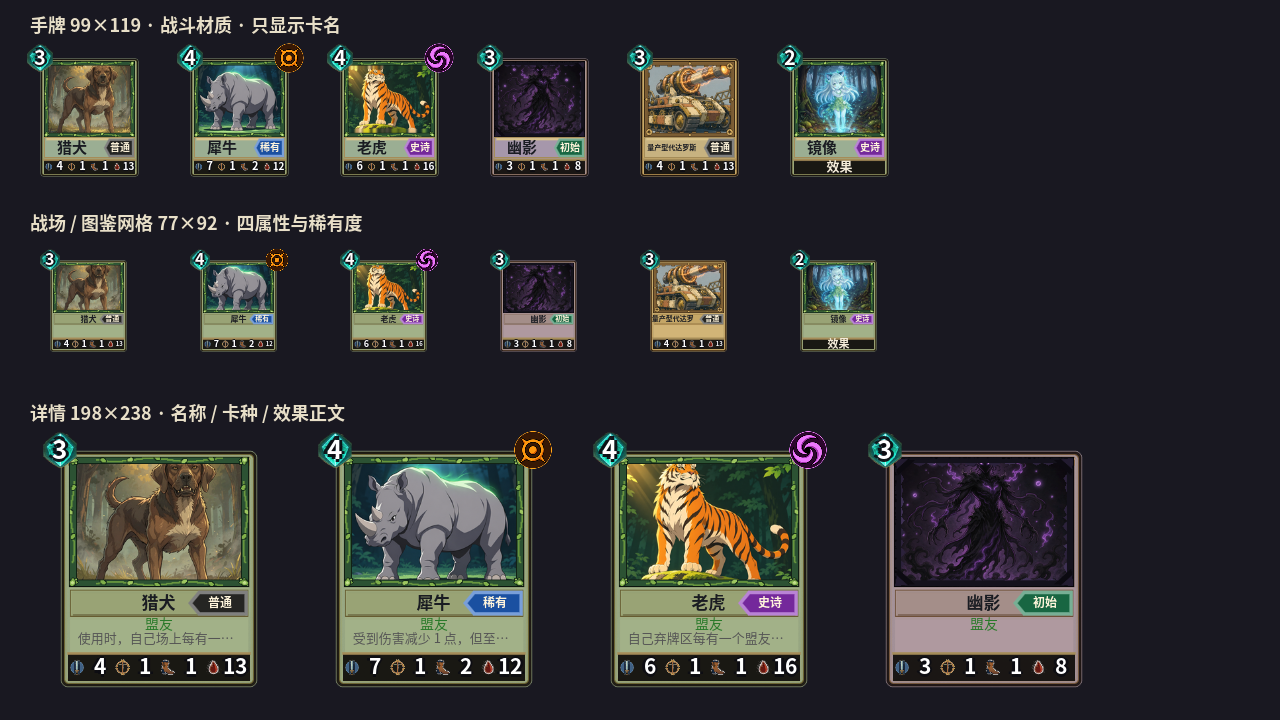 手牌 99×119 · 战斗材质 · 只显示卡名
3 4 4 3 3 2
猎犬 普通 犀牛 稀有 老虎 史诗 幽影 初始 量产型代达罗斯 普通 镜像 史诗
4 1 1 13 7 1 2 12 6 1 1 16 3 1 1 8 4 1 1 13 效果
战场 / 图鉴网格 77×92 · 四属性与稀有度
3 4 4 3 3 2
猎犬 普通 犀牛 稀有 老虎 史诗 幽影 初始 量产型代达罗 普通 镜像 史诗
4 1 1 13 7 1 2 12 6 1 1 16 3 1 1 8 4 1 1 13 效果
详情 198×238 · 名称 / 卡种 / 效果正文
3 4 4 3
猎犬 普通 犀牛 稀有 老虎 史诗 幽影 初始
盟友 盟友 盟友 盟友
使用时，自己场上每有一… 受到伤害减少 1 点，但至… 自己弃牌区每有一个盟友…
4 1 1 13 7 1 2 12 6 1 1 16 3 1 1 8